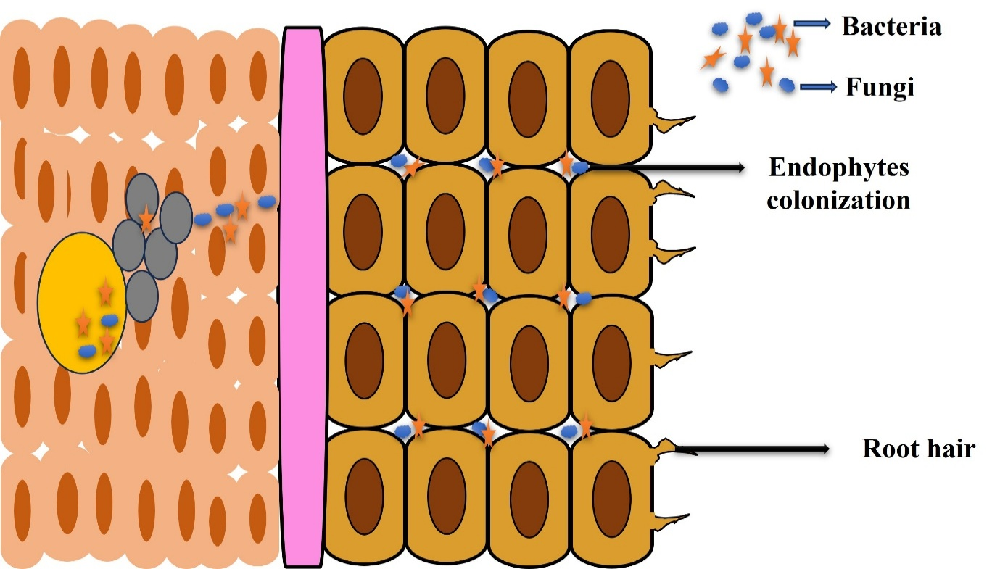 Bacteria
Fungi
Endophytes
colonization
Root hair